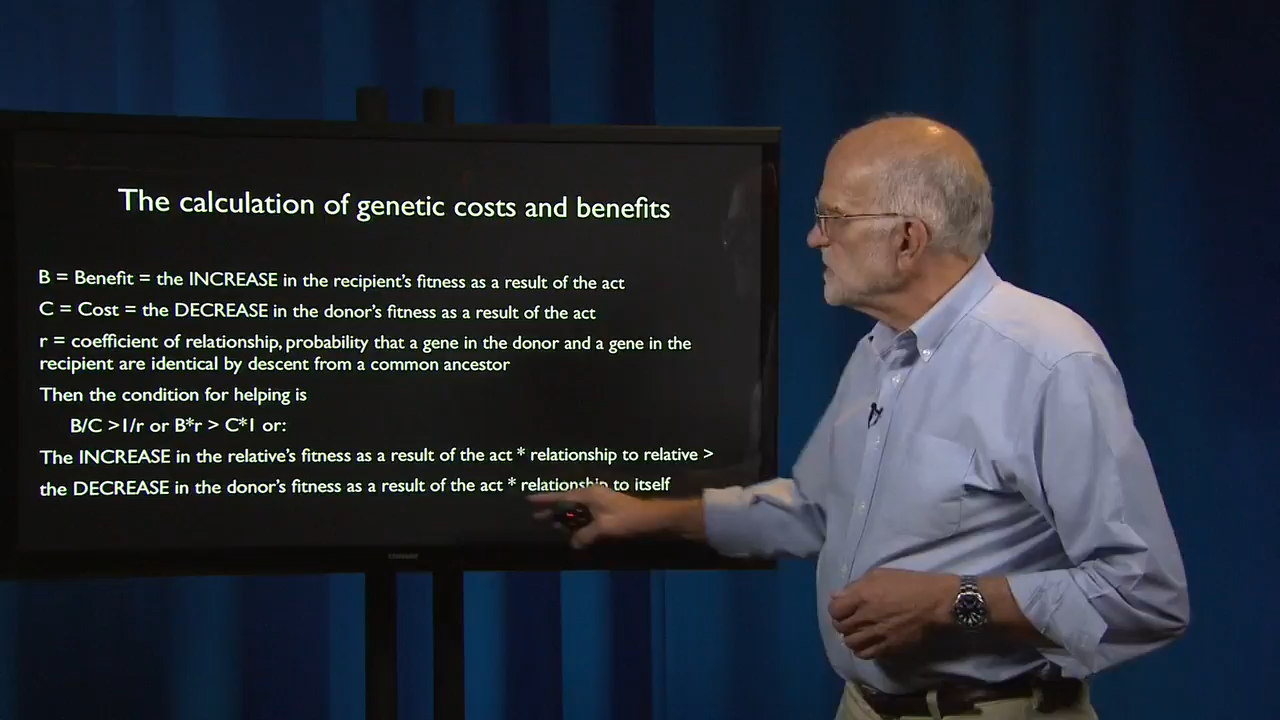 The calculation of genetic costs and benefits
B = Benefit = the INCREASE in the recipient's fitness as a result of the act
C = Cost = the DECREASE in the donor's fitness as a result of the act
r = coefficient of relationship, probability that a gene in the donor and a gene in the
recipient are identical by descent from a common ancestor
Then the condition for helping is
B/C >1/r or B*r > C*1 or:
The INCREASE in the relative's fitness as a result of the act * relationship to relative >
the DECREASE in the donor's fitness as a result of the act * relationship to itself